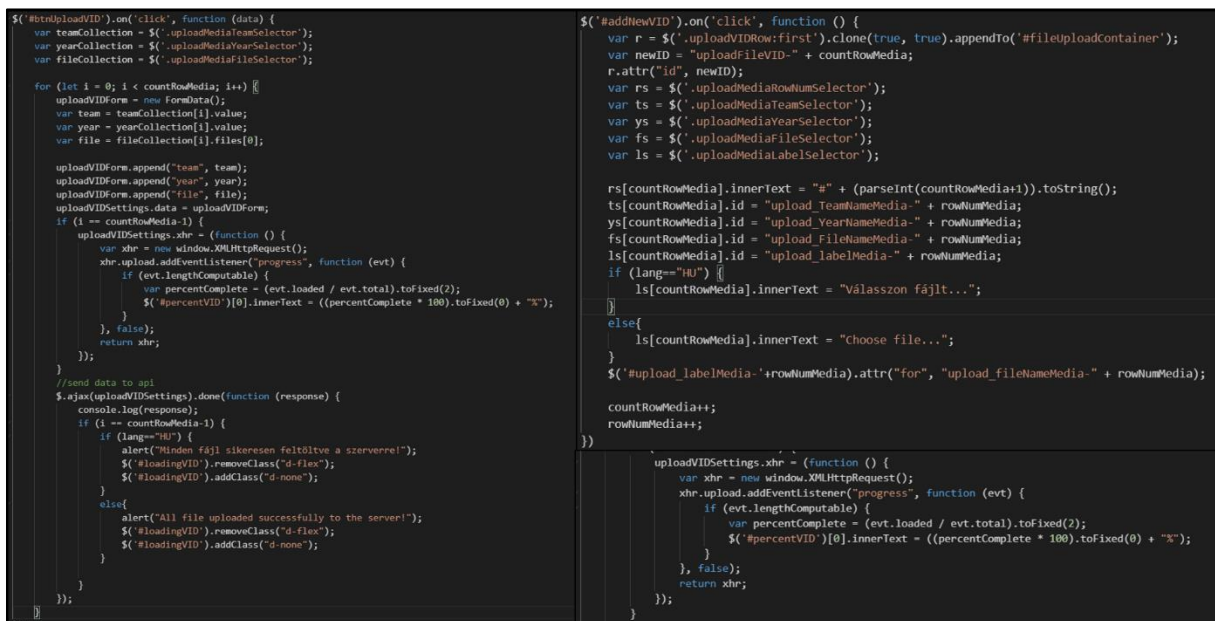 $('#btnUploadVID').on('click', function (data) {
    var teamCollection = $('.uploadMediaTeamSelector');
    var yearCollection = $('.uploadMediaYearSelector');
    var fileCollection = $('.uploadMediaFileSelector');

    for (let i = 0; i < countRowMedia; i++) {
        uploadVIDForm = new FormData();
        var team = teamCollection[i].value;
        var year = yearCollection[i].value;
        var file = fileCollection[i].files[0];

        uploadVIDForm.append("team", team);
        uploadVIDForm.append("year", year);
        uploadVIDForm.append("file", file);
        uploadVIDSettings.data = uploadVIDForm;
        if (i == countRowMedia-1) {
            uploadVIDSettings.xhr = (function () {
                var xhr = new window.XMLHttpRequest();
                xhr.upload.addEventListener("progress", function (evt) {
                    if (evt.lengthComputable) {
                        var percentComplete = (evt.loaded / evt.total).toFixed(2);
                        $('#percentVID')[0].innerText = ((percentComplete * 100).toFixed(0) + "%");
                    }
                }, false);
                return xhr;
            });
        }
        //send data to api
        $.ajax(uploadVIDSettings).done(function (response) {
            console.log(response);
            if (i == countRowMedia-1) {
                if (lang=="HU") {
                    alert("Minden fájl sikeresen feltöltve a szerverre!");
                    $('#loadingVID').removeClass("d-flex");
                    $('#loadingVID').addClass("d-none");
                }
                else{
                    alert("All file uploaded successfully to the server!");
                    $('#loadingVID').removeClass("d-flex");
                    $('#loadingVID').addClass("d-none");
                }

            }
        });
    }
$('#addNewVID').on('click', function () {
    var r = $('.uploadVIDRow:first').clone(true, true).appendTo('#fileUploadContainer');
    var newID = "uploadFileVID-" + countRowMedia;
    r.attr("id", newID);
    var rs = $('.uploadMediaRowNumSelector');
    var ts = $('.uploadMediaTeamSelector');
    var ys = $('.uploadMediaYearSelector');
    var fs = $('.uploadMediaFileSelector');
    var ls = $('.uploadMediaLabelSelector');

    rs[countRowMedia].innerText = "#" + (parseInt(countRowMedia+1)).toString();
    ts[countRowMedia].id = "upload_TeamNameMedia-" + rowNumMedia;
    ys[countRowMedia].id = "upload_YearNameMedia-" + rowNumMedia;
    fs[countRowMedia].id = "upload_FileNameMedia-" + rowNumMedia;
    ls[countRowMedia].id = "upload_labelMedia-" + rowNumMedia;
    if (lang=="HU") {
        ls[countRowMedia].innerText = "Válasszon fájlt...";
    }
    else{
        ls[countRowMedia].innerText = "Choose file...";
    }
    $('#upload_labelMedia-'+rowNumMedia).attr("for", "upload_fileNameMedia-" + rowNumMedia);

    countRowMedia++;
    rowNumMedia++;
})
uploadVIDSettings.xhr = (function () {
    var xhr = new window.XMLHttpRequest();
    xhr.upload.addEventListener("progress", function (evt) {
        if (evt.lengthComputable) {
            var percentComplete = (evt.loaded / evt.total).toFixed(2);
            $('#percentVID')[0].innerText = ((percentComplete * 100).toFixed(0) + "%");
        }
    }, false);
    return xhr;
});
}